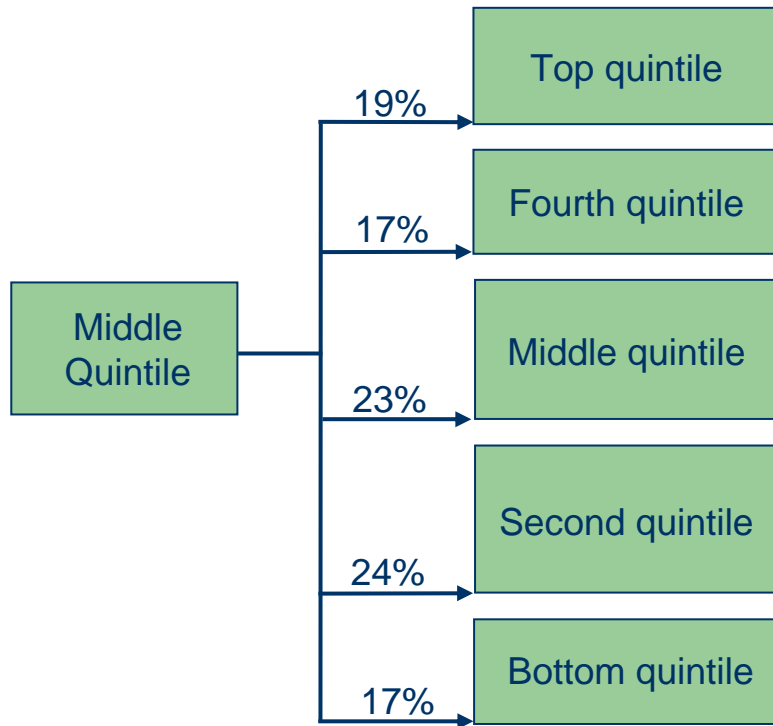 Top quintile
19%
Fourth quintile
17%
Middle
Quintile
Middle quintile
23%
Second quintile
24%
Bottom quintile
17%